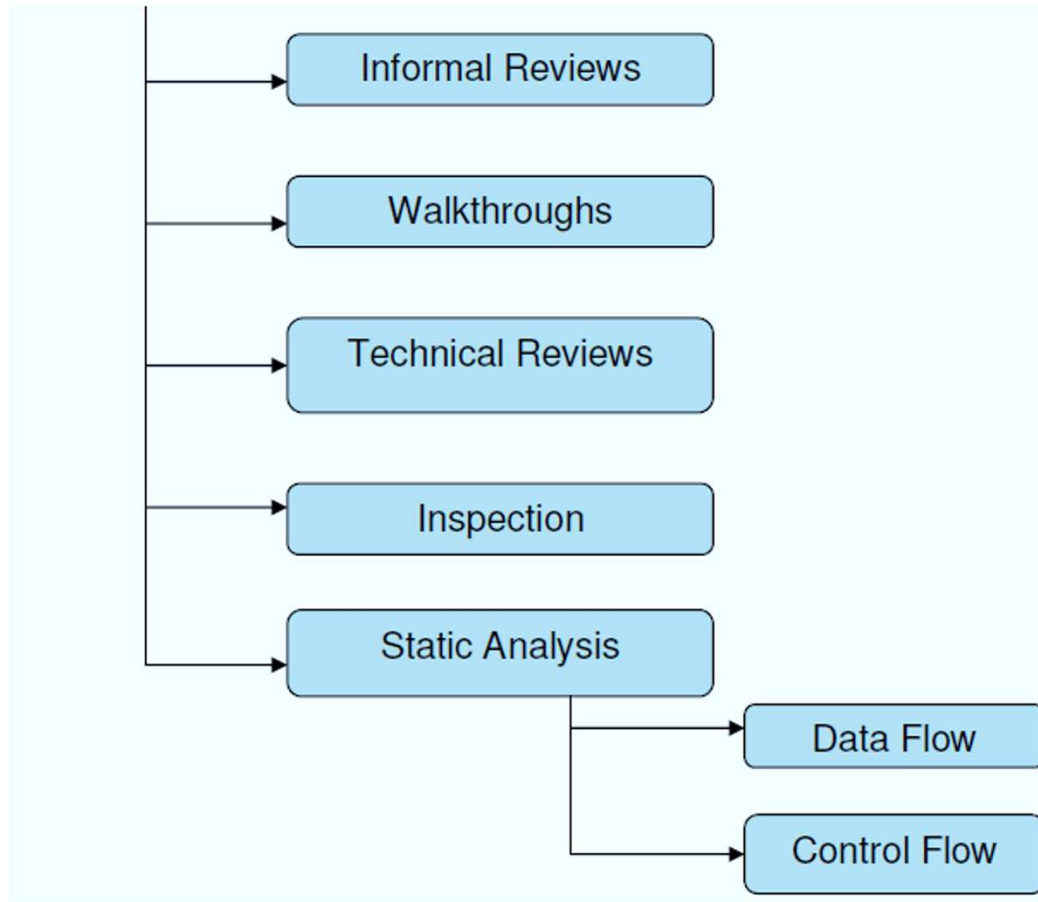 Informal Reviews
Walkthroughs
Technical Reviews
Inspection
Static Analysis
Data Flow
Control Flow